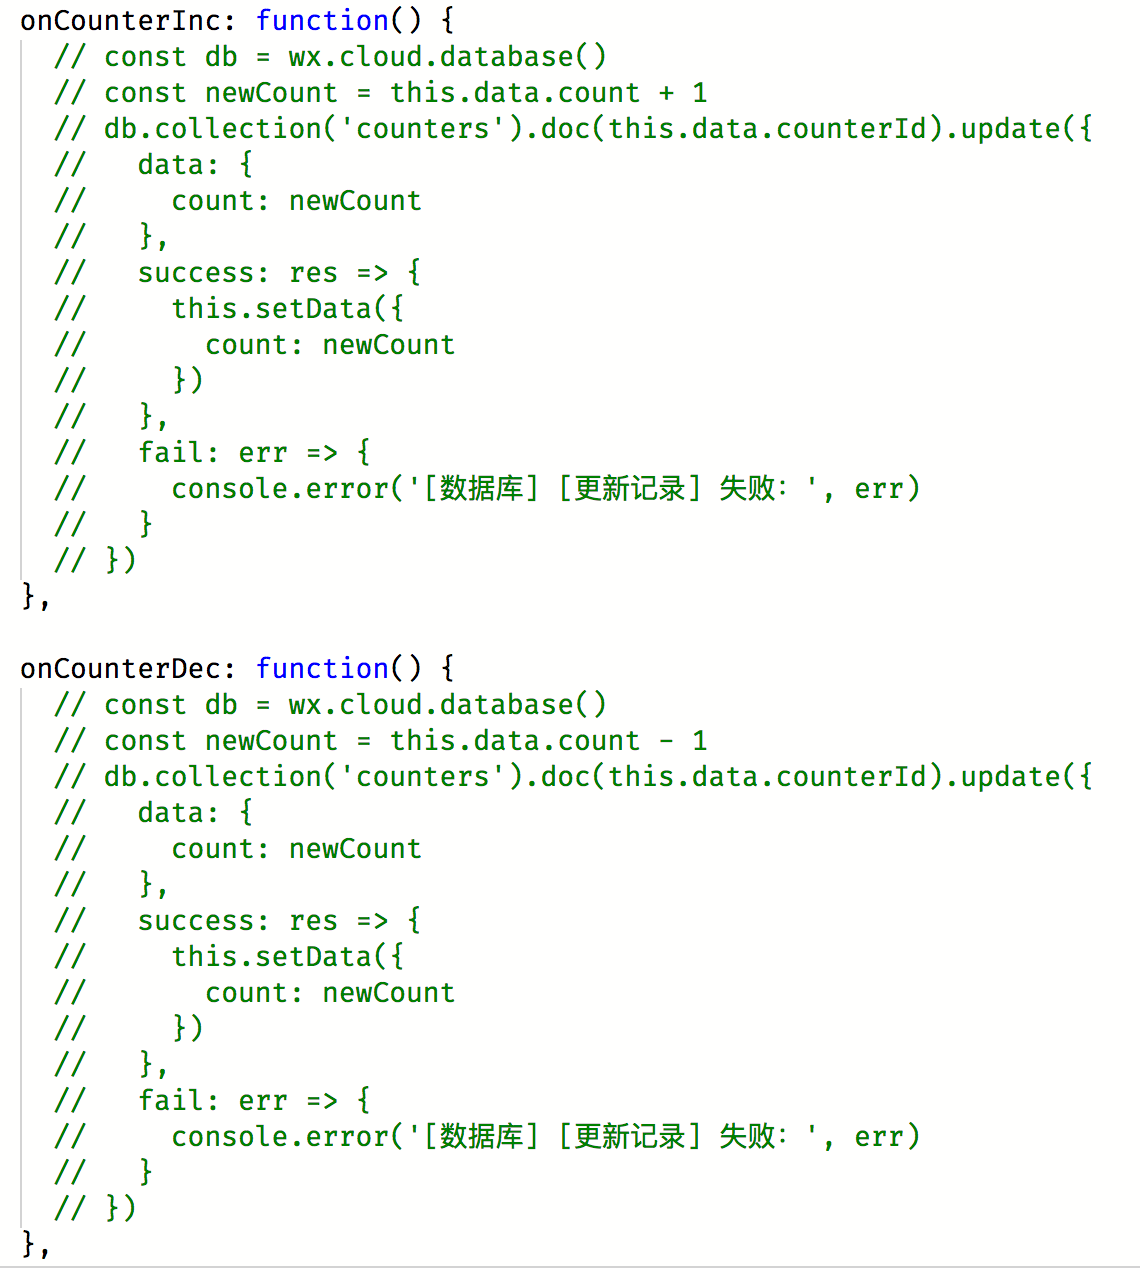 onCounterInc: function() {
  // const db = wx.cloud.database()
  // const newCount = this.data.count + 1
  // db.collection('counters').doc(this.data.counterId).update({
  //   data: {
  //     count: newCount
  //   },
  //   success: res => {
  //     this.setData({
  //       count: newCount
  //     })
  //   },
  //   fail: err => {
  //     console.error('[数据库] [更新记录] 失败：', err)
  //   }
  // })
},

onCounterDec: function() {
  // const db = wx.cloud.database()
  // const newCount = this.data.count - 1
  // db.collection('counters').doc(this.data.counterId).update({
  //   data: {
  //     count: newCount
  //   },
  //   success: res => {
  //     this.setData({
  //       count: newCount
  //     })
  //   },
  //   fail: err => {
  //     console.error('[数据库] [更新记录] 失败：', err)
  //   }
  // })
},